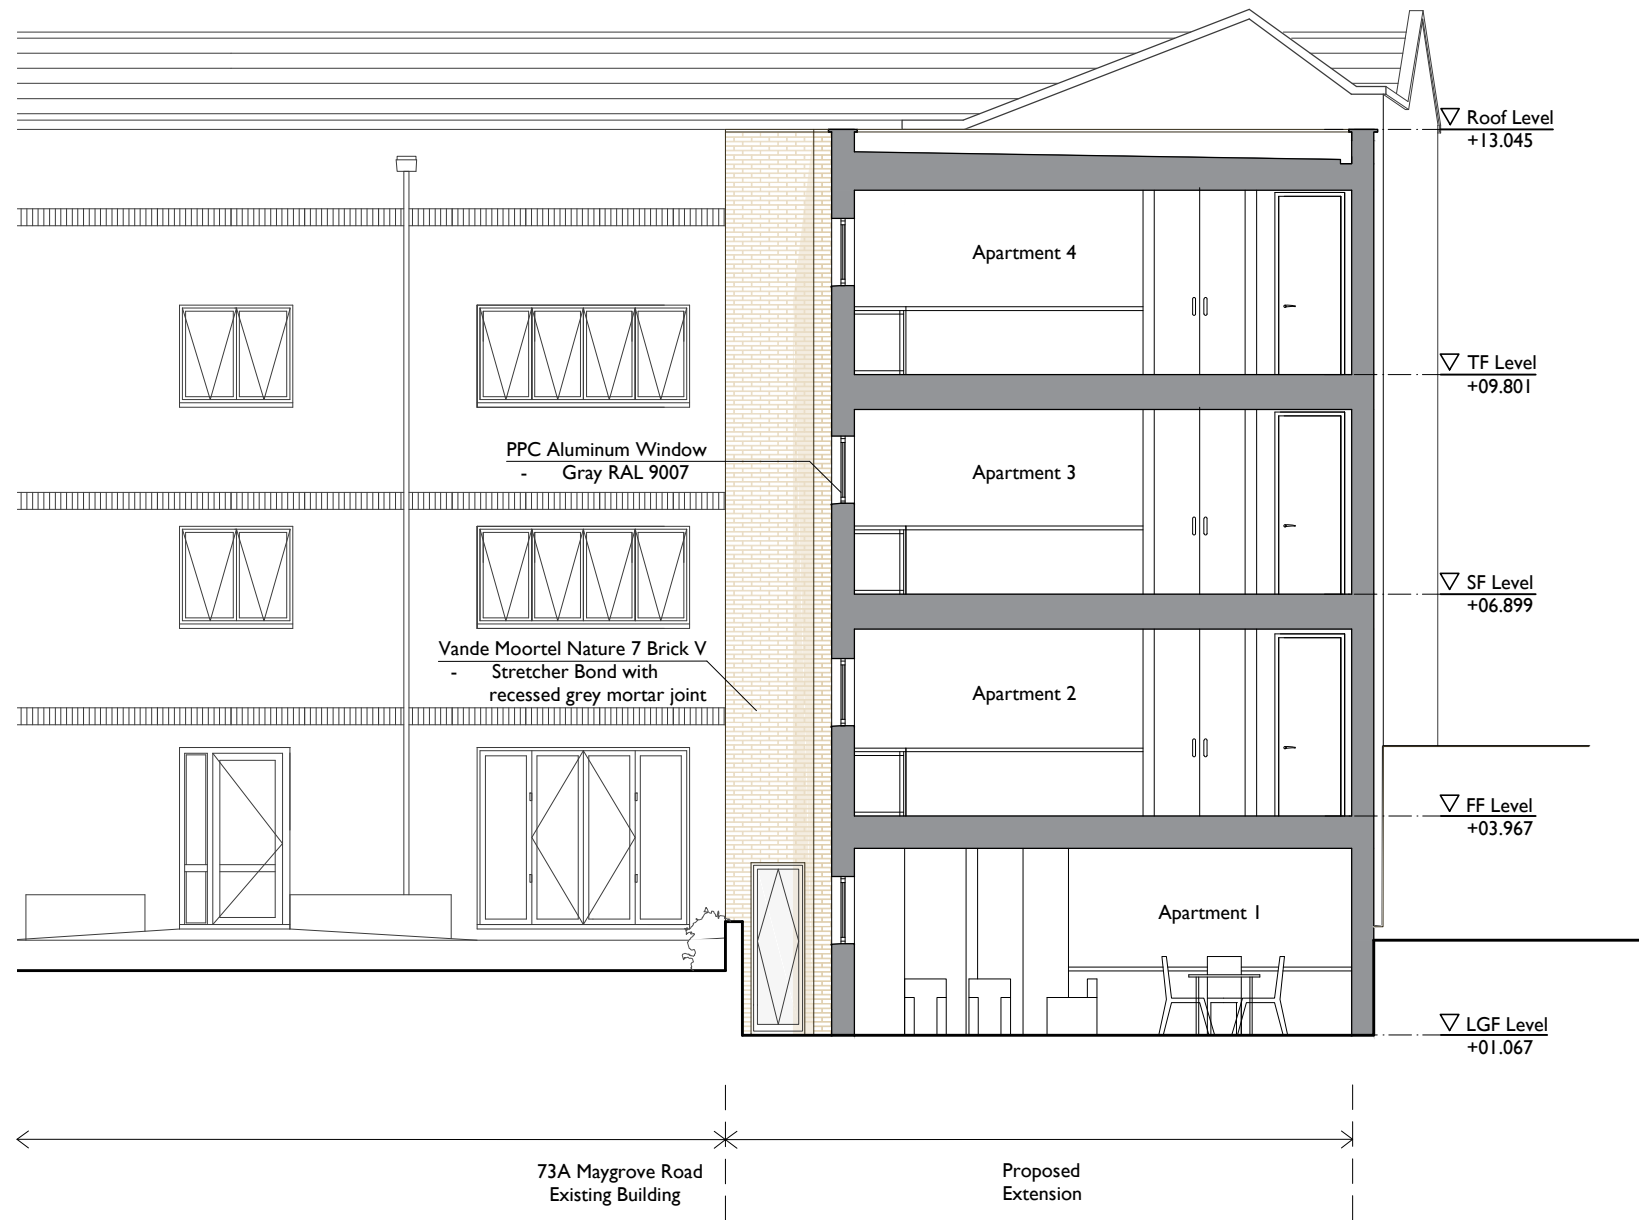 Roof Level
+13.045
Apartment 4
TF Level
+09.801
PPC Aluminum Window
- Gray RAL 9007
Apartment 3
SF Level
+06.899
Vande Moortel Nature 7 Brick V
- Stretcher Bond with
recessed grey mortar joint
Apartment 2
FF Level
+03.967
Apartment 1
LGF Level
+01.067
73A Maygrove Road
Existing Building
Proposed
Extension